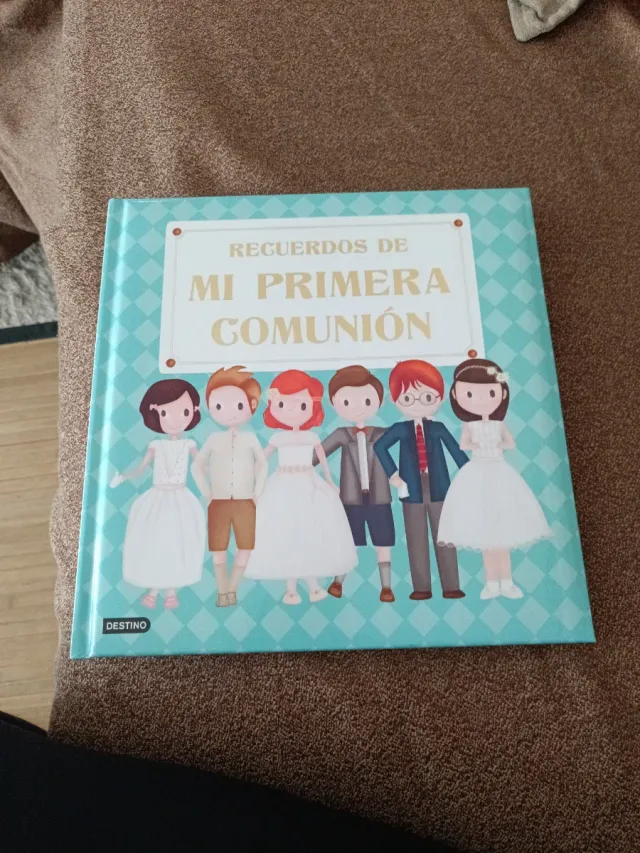 RECUERDOS DE
MI PRIMERA
COMUNIÓN
DESTINO